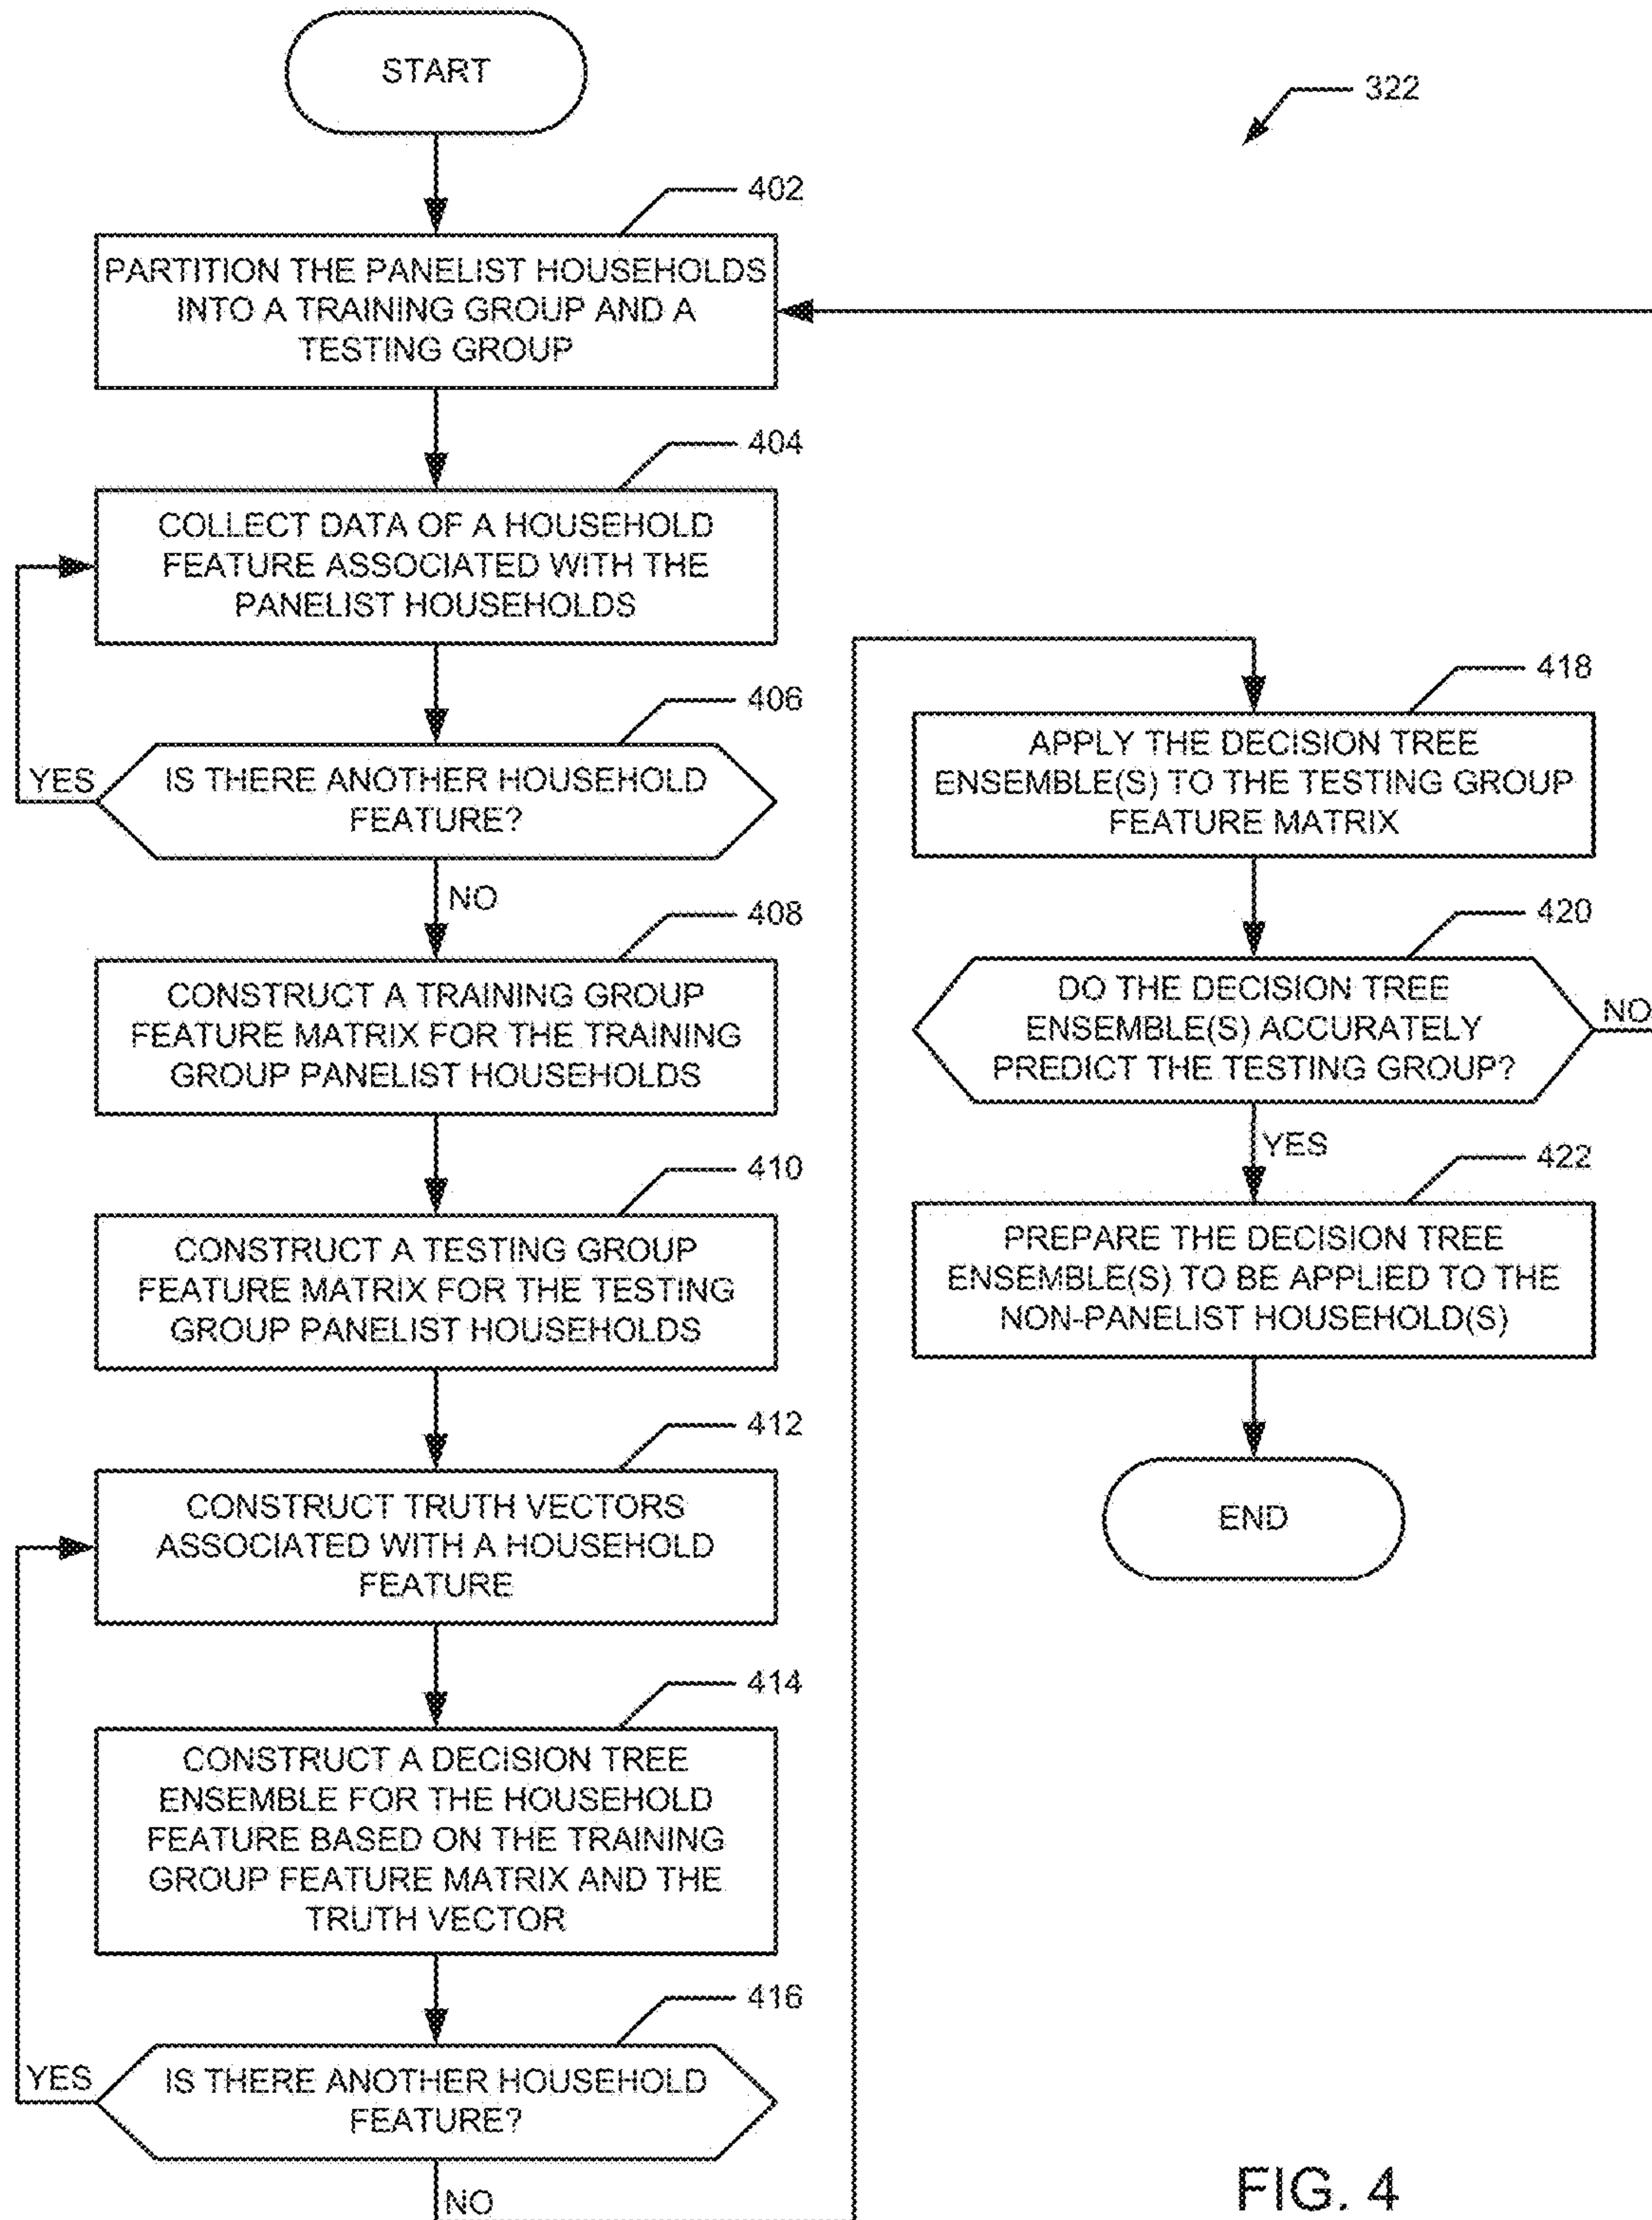 START
322
402
PARTITION THE PANELIST HOUSEHOLDS
INTO A TRAINING GROUP AND A
TESTING GROUP
404
COLLECT DATA OF A HOUSEHOLD
FEATURE ASSOCIATED WITH THE
PANELIST HOUSEHOLDS
406
YES
IS THERE ANOTHER HOUSEHOLD
FEATURE?
NO
408
CONSTRUCT A TRAINING GROUP
FEATURE MATRIX FOR THE TRAINING
GROUP PANELIST HOUSEHOLDS
410
CONSTRUCT A TESTING GROUP
FEATURE MATRIX FOR THE TESTING
GROUP PANELIST HOUSEHOLDS
412
CONSTRUCT TRUTH VECTORS
ASSOCIATED WITH A HOUSEHOLD
FEATURE
414
CONSTRUCT A DECISION TREE
ENSEMBLE FOR THE HOUSEHOLD
FEATURE BASED ON THE TRAINING
GROUP FEATURE MATRIX AND THE
TRUTH VECTOR
416
YES
IS THERE ANOTHER HOUSEHOLD
FEATURE?
NO
418
APPLY THE DECISION TREE
ENSEMBLE(S) TO THE TESTING GROUP
FEATURE MATRIX
420
DO THE DECISION TREE
ENSEMBLE(S) ACCURATELY
PREDICT THE TESTING GROUP?
NO
YES
422
PREPARE THE DECISION TREE
ENSEMBLE(S) TO BE APPLIED TO THE
NON-PANELIST HOUSEHOLD(S)
END
FIG. 4